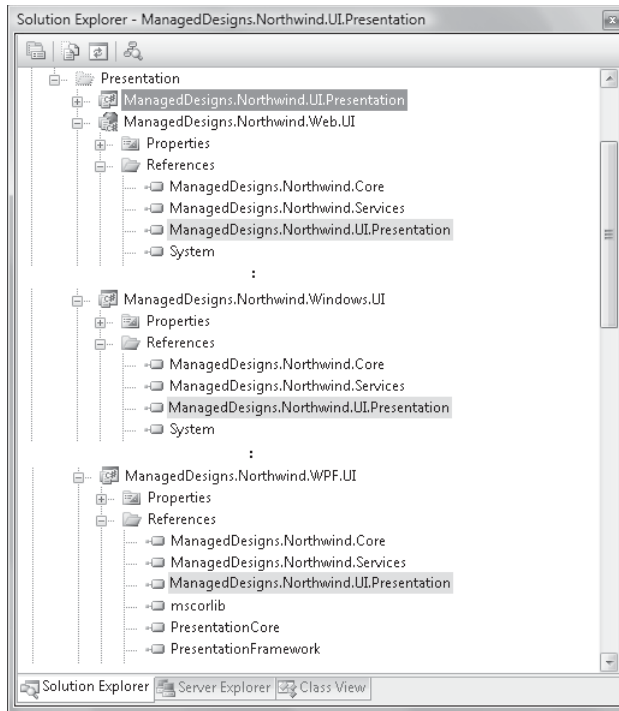 Solution Explorer - ManagedDesigns.Northwind.UI.Presentation
Presentation
ManagedDesigns.Northwind.UI.Presentation
ManagedDesigns.Northwind.Web.UI
Properties
References
ManagedDesigns.Northwind.Core
ManagedDesigns.Northwind.Services
ManagedDesigns.Northwind.UI.Presentation
System
:
ManagedDesigns.Northwind.Windows.UI
Properties
References
ManagedDesigns.Northwind.Core
ManagedDesigns.Northwind.Services
ManagedDesigns.Northwind.UI.Presentation
System
:
ManagedDesigns.Northwind.WPF.UI
Properties
References
ManagedDesigns.Northwind.Core
ManagedDesigns.Northwind.Services
ManagedDesigns.Northwind.UI.Presentation
mscorlib
PresentationCore
PresentationFramework
Solution Explorer Server Explorer Class View